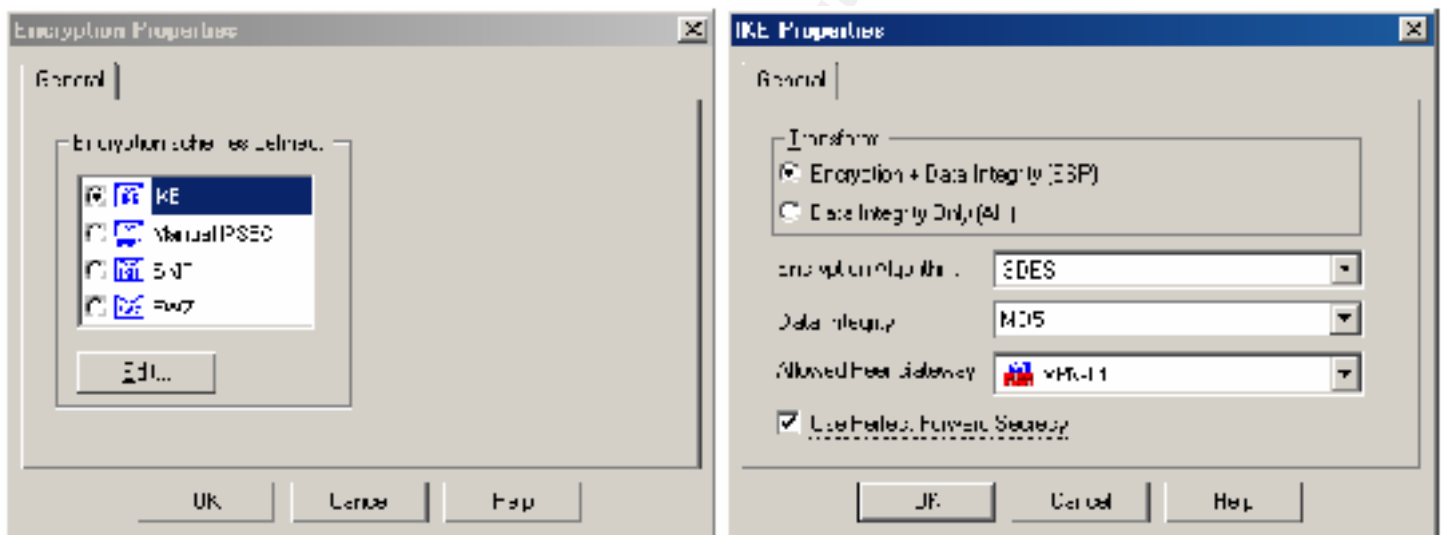 Encryption Properties
General
Encryption schemes defined:
IKE
Manual IPSEC
SKIP
FWZ
Edit...
OK Cancel Help
IKE Properties
General
Transform
Encryption + Data Integrity (ESP)
Data Integrity Only (AH)
Encryption Algorithm: 3DES
Data Integrity MD5
Allowed Peer Gateway
Use Perfect Forward Secrecy
OK Cancel Help